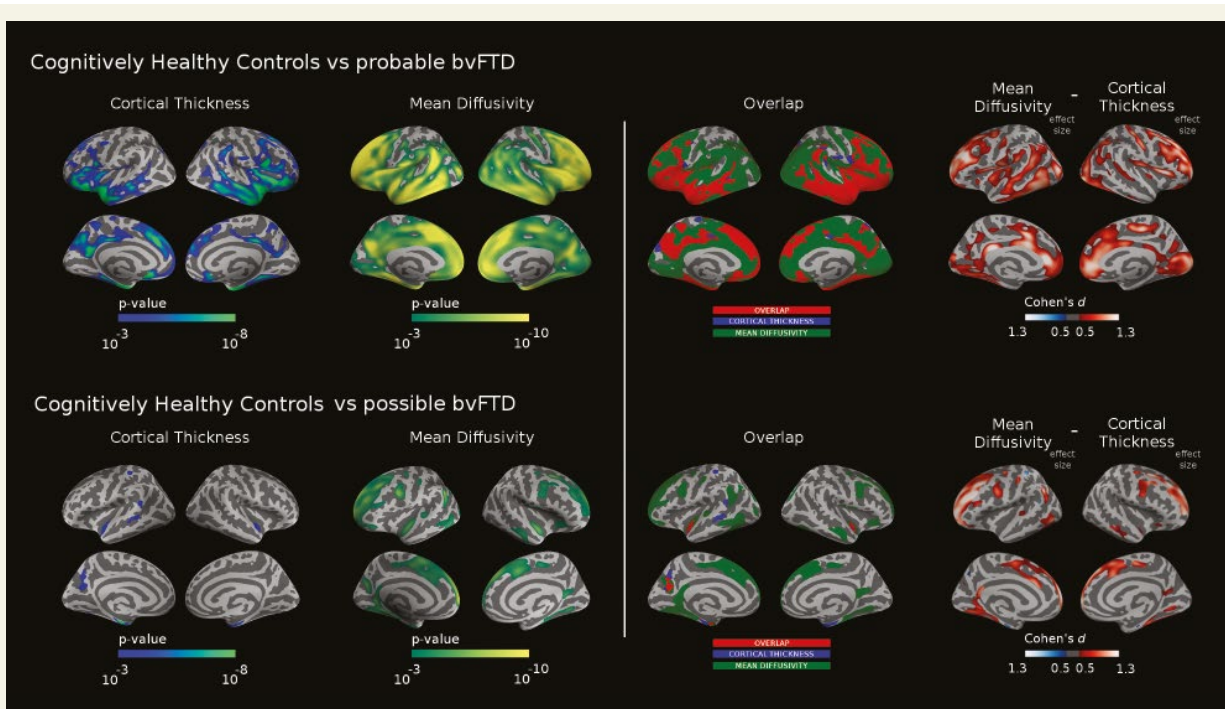 Cognitively Healthy Controls vs probable bvFTD
Cortical Thickness
Mean Diffusivity
Overlap
Mean Diffusivity effect size - Cortical Thickness effect size
p-value
10^-3 10^-8
p-value
10^-3 10^-10
OVERLAP
CORTICAL THICKNESS
MEAN DIFFUSIVITY
Cohen's d
1.3 0.5 0.5 1.3
Cognitively Healthy Controls vs possible bvFTD
Cortical Thickness
Mean Diffusivity
Overlap
Mean Diffusivity effect size - Cortical Thickness effect size
p-value
10^-3 10^-8
p-value
10^-3 10^-10
OVERLAP
CORTICAL THICKNESS
MEAN DIFFUSIVITY
Cohen's d
1.3 0.5 0.5 1.3